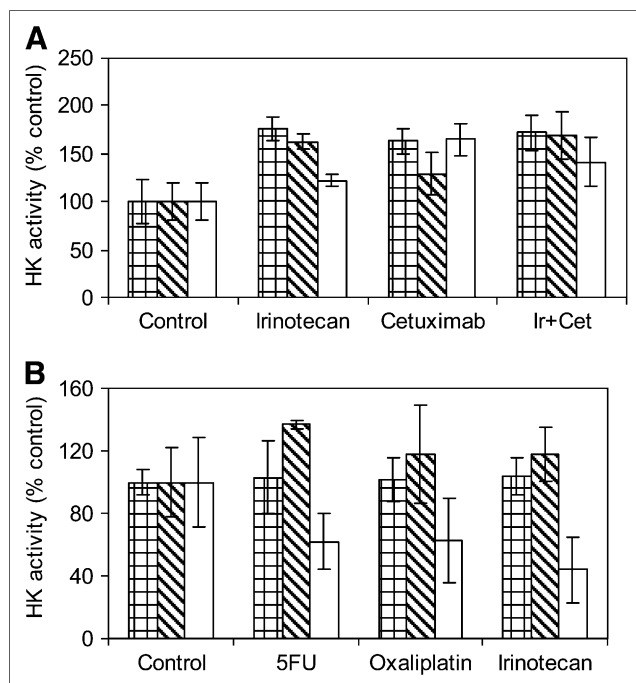 A
HK activity (% control)
250
200
150
100
50
0
Control Irinotecan Cetuximab Ir+Cet
B
HK activity (% control)
160
120
80
40
0
Control 5FU Oxaliplatin Irinotecan